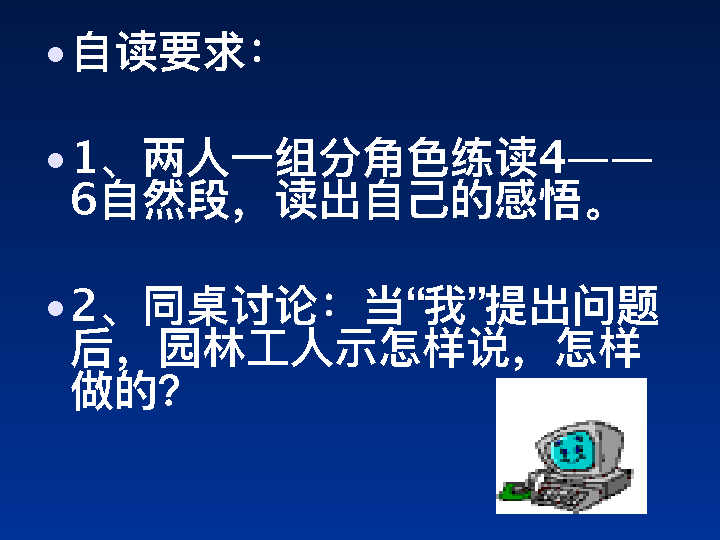 •自读要求：
•1、两人一组分角色练读4——
6自然段，读出自己的感悟。
•2、同桌讨论：当“我”提出问题
后，园林工人示怎样说，怎样
做的？